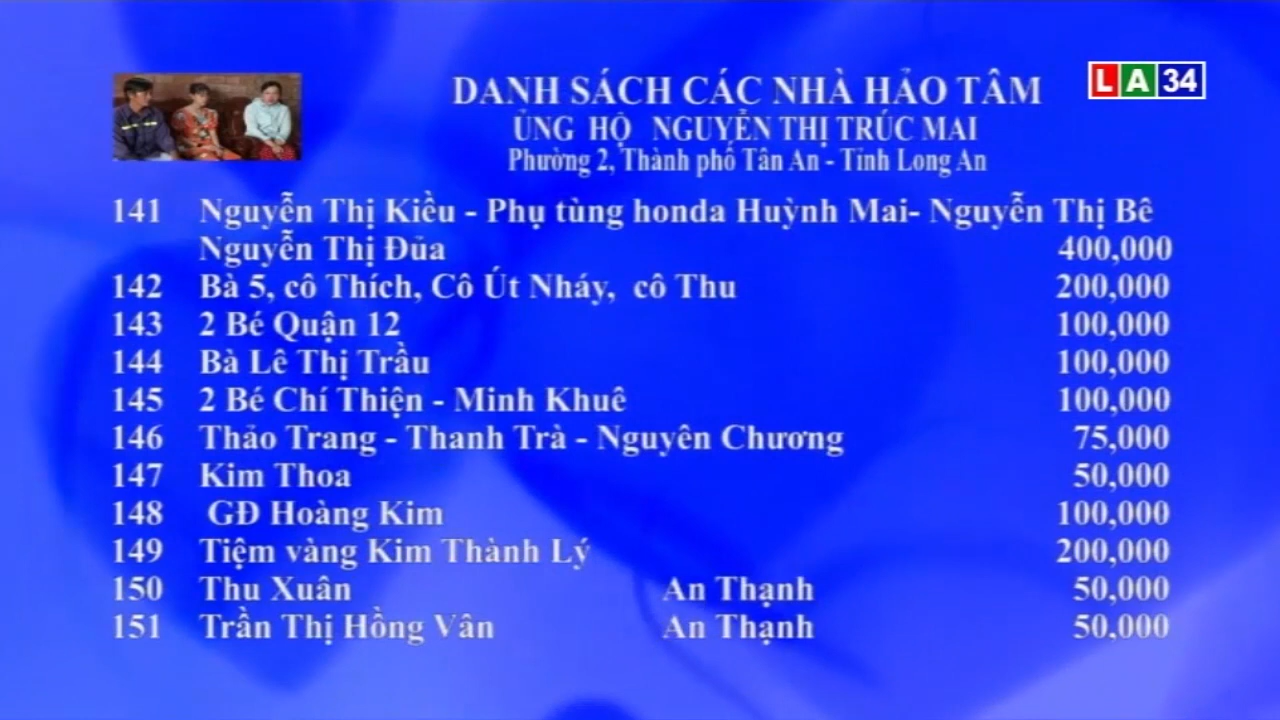 DANH SÁCH CÁC NHÀ HẢO TÂM
LA34
ỦNG HỘ NGUYỄN THỊ TRÚC MAI
Phường 2, Thành phố Tân An - Tỉnh Long An
141 Nguyễn Thị Kiều - Phụ tùng honda Huỳnh Mai- Nguyễn Thị Bê
Nguyễn Thị Đủa 400,000
142 Bà 5, cô Thích, Cô Út Nháy, cô Thu 200,000
143 2 Bé Quận 12 100,000
144 Bà Lê Thị Trầu 100,000
145 2 Bé Chí Thiện - Minh Khuê 100,000
146 Thảo Trang - Thanh Trà - Nguyên Chương 75,000
147 Kim Thoa 50,000
148 GĐ Hoàng Kim 100,000
149 Tiệm vàng Kim Thành Lý 200,000
150 Thu Xuân An Thạnh 50,000
151 Trần Thị Hồng Vân An Thạnh 50,000